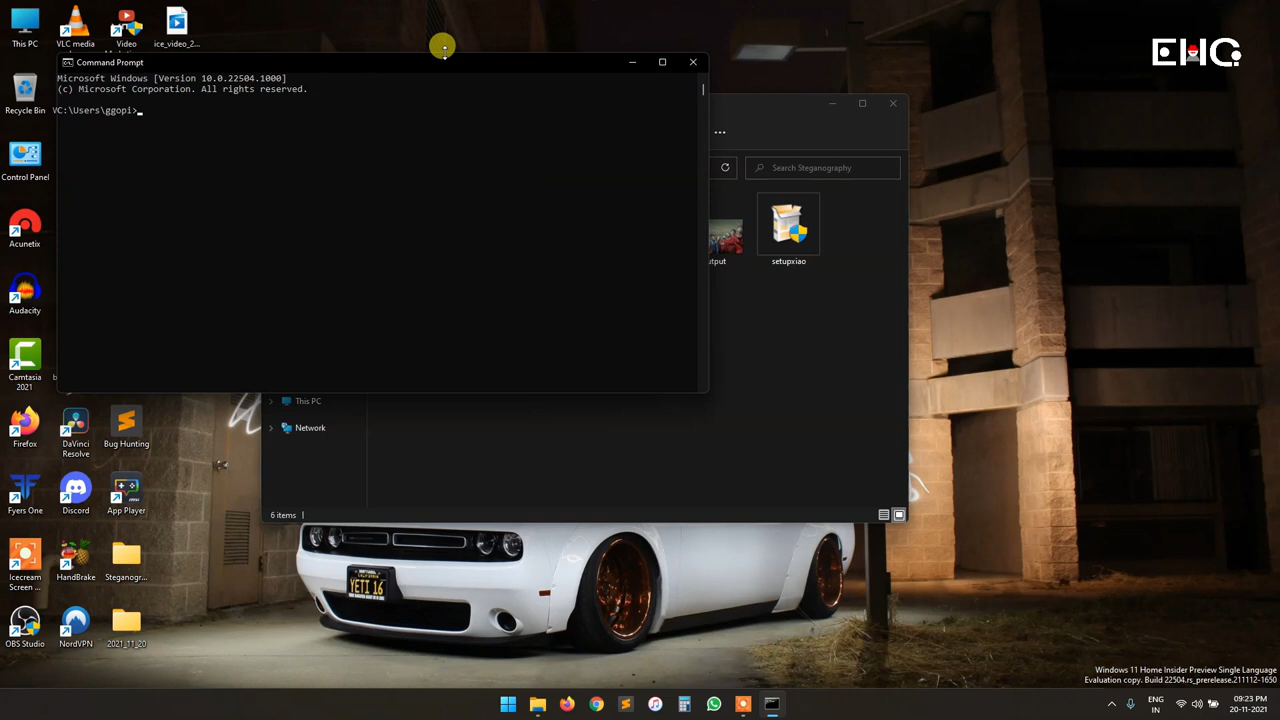 This PC
VLC media
Video
ice_video_2...
EHC
Command Prompt
Microsoft Windows [Version 10.0.22504.1000]
(c) Microsoft Corporation. All rights reserved.
C:\Users\ggopi>
Recycle Bin
Control Panel
Acunetix
Audacity
Camtasia
2021
Firefox
DaVinci
Resolve
Bug Hunting
Fyers One
Discord
App Player
Icecream
Screen ...
HandBrake
Steganogr...
OBS Studio
NordVPN
2021_11_20
Search Steganography
utput
setupxiao
This PC
Network
6 items
YETI 16
Windows 11 Home Insider Preview Single Language
Evaluation copy. Build 22504.rs_prerelease.211112-1650
ENG
IN
09:23 PM
20-11-2021